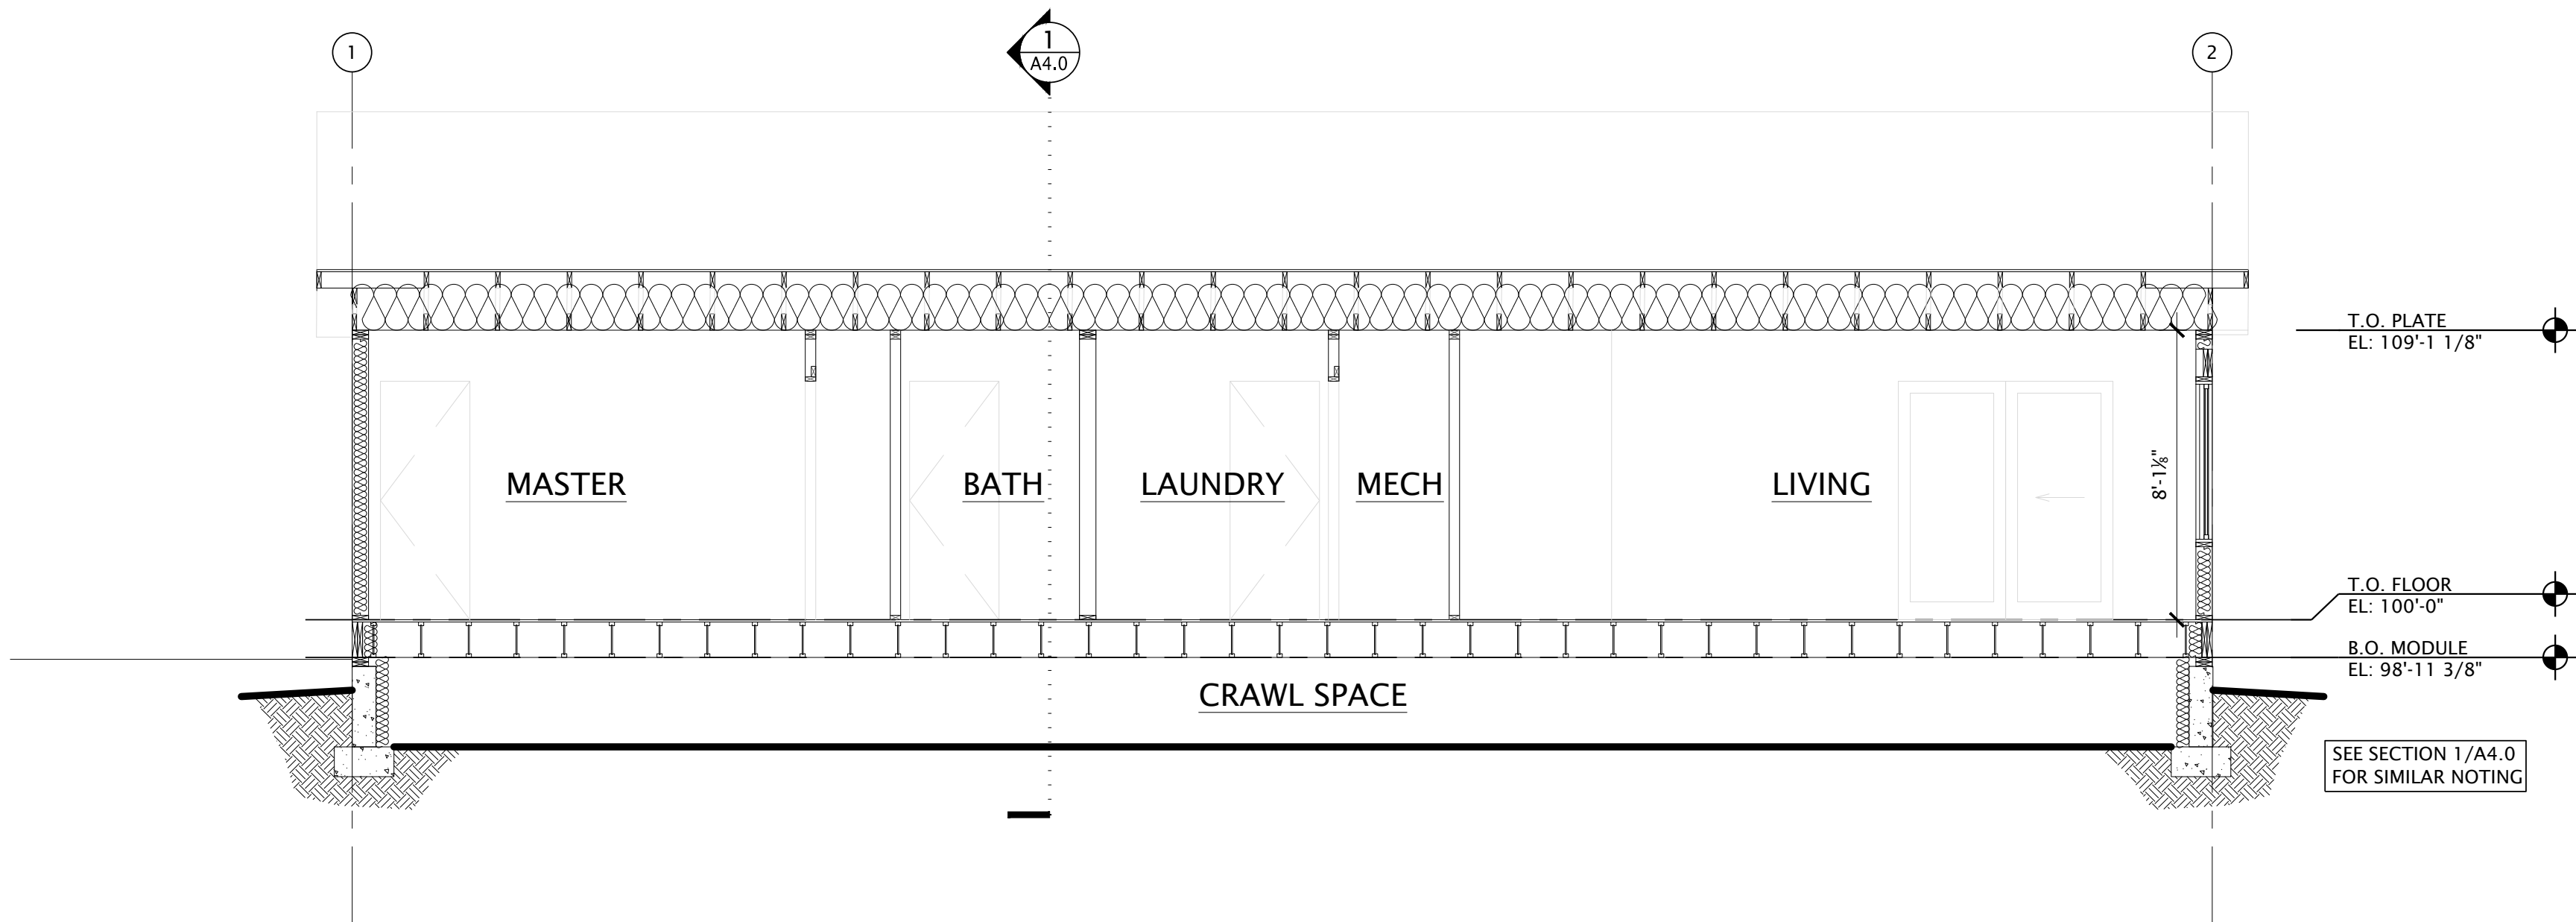 1
1
A4.0
2
T.O. PLATE
EL: 109'-1 1/8"
MASTER
BATH
LAUNDRY
MECH
LIVING
8'-1⅛"
T.O. FLOOR
EL: 100'-0"
B.O. MODULE
EL: 98'-11 3/8"
CRAWL SPACE
SEE SECTION 1/A4.0
FOR SIMILAR NOTING